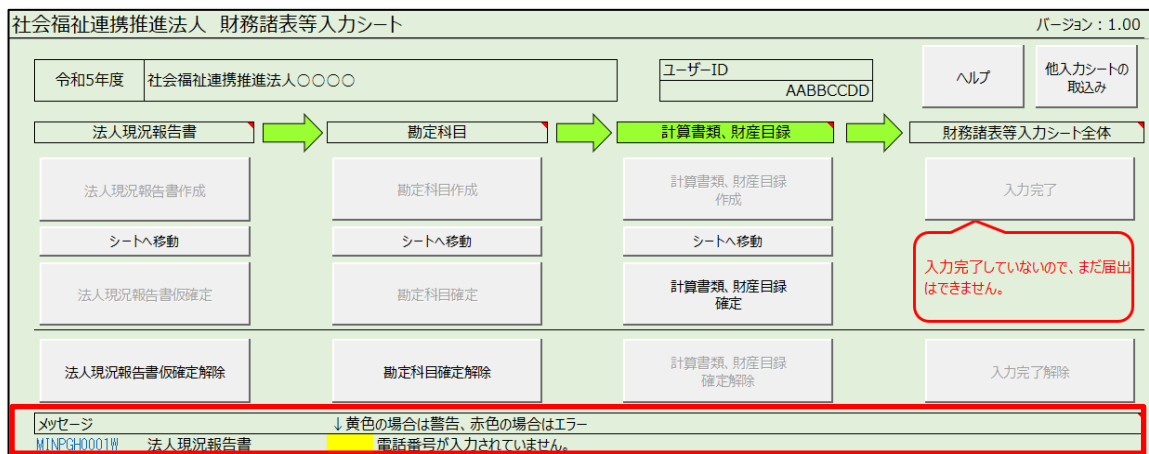 社会福祉連携推進法人 財務諸表等入力シート
バージョン：1.00
令和5年度 社会福祉連携推進法人○○○○
ユーザーID
AABBCCDD
ヘルプ
他入力シートの
取込み
法人現況報告書
勘定科目
計算書類、財産目録
財務諸表等入力シート全体
法人現況報告書作成
勘定科目作成
計算書類、財産目録
作成
入力完了
シートへ移動
シートへ移動
シートへ移動
入力完了していないので、まだ届出
はできません。
法人現況報告書仮確定
勘定科目確定
計算書類、財産目録
確定
法人現況報告書仮確定解除
勘定科目確定解除
計算書類、財産目録
確定解除
入力完了解除
メッセージ ↓黄色の場合は警告、赤色の場合はエラー
MINPGH0001W 法人現況報告書 電話番号が入力されていません。